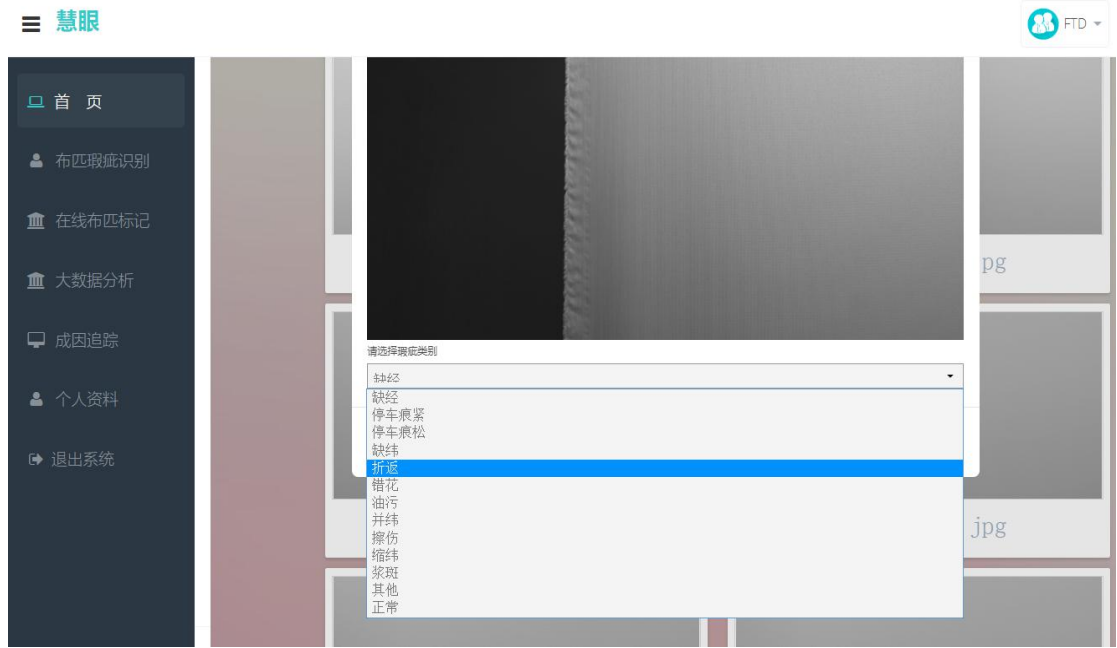 慧眼
FTD
首 页
布匹瑕疵识别
在线布匹标记
大数据分析
成因追踪
个人资料
退出系统
pg
请选择瑕疵类别
缺经
缺经
停车痕紧
停车痕松
缺纬
折返
错花
油污
并纬
擦伤
缩纬
浆斑
其他
正常
jpg